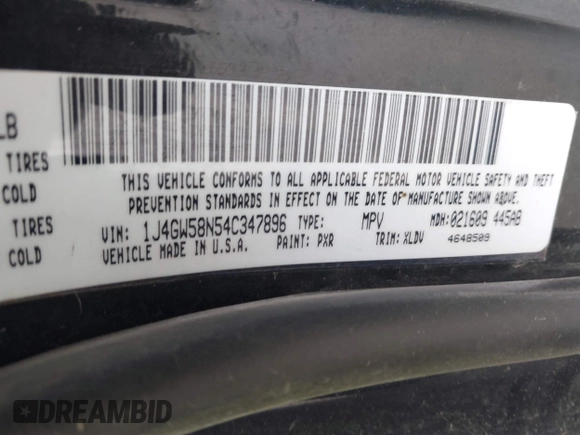 LB
TIRES
COLD
TIRES
COLD
THIS VEHICLE CONFORMS TO ALL APPLICABLE FEDERAL MOTOR VEHICLE SAFETY AND THEFT
PREVENTION STANDARDS IN EFFECT ON THE DATE OF MANUFACTURE SHOWN ABOVE.
VIN: 1J4GW58N54C347896 TYPE: MPV MDH:021609 445AB
VEHICLE MADE IN U.S.A. PAINT: PXR TRIM: XLDV 4648509
DREAMBID